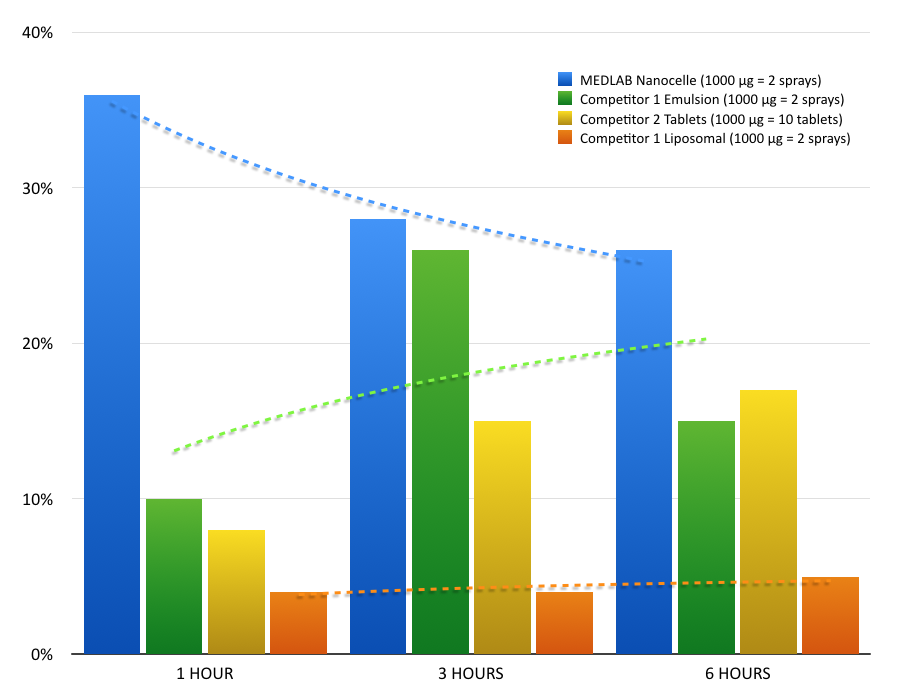 40%
MEDLAB Nanocelle (1000 µg = 2 sprays)
Competitor 1 Emulsion (1000 µg = 2 sprays)
Competitor 2 Tablets (1000 µg = 10 tablets)
Competitor 1 Liposomal (1000 µg = 2 sprays)
30%
20%
10%
0%
1 HOUR
3 HOURS
6 HOURS